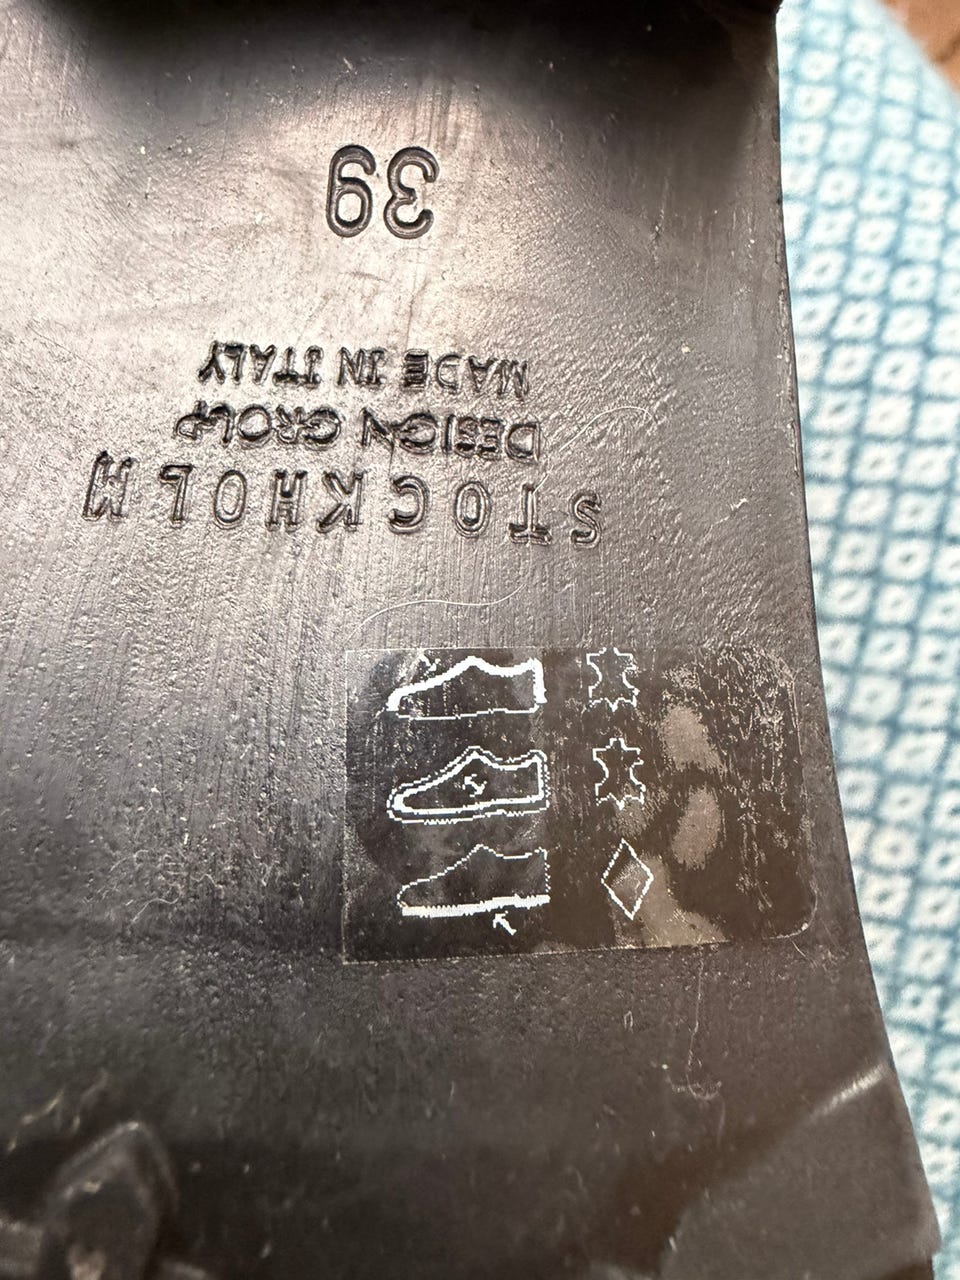 STOCKHOLM
DESIGN GROUP
MADE IN ITALY
39